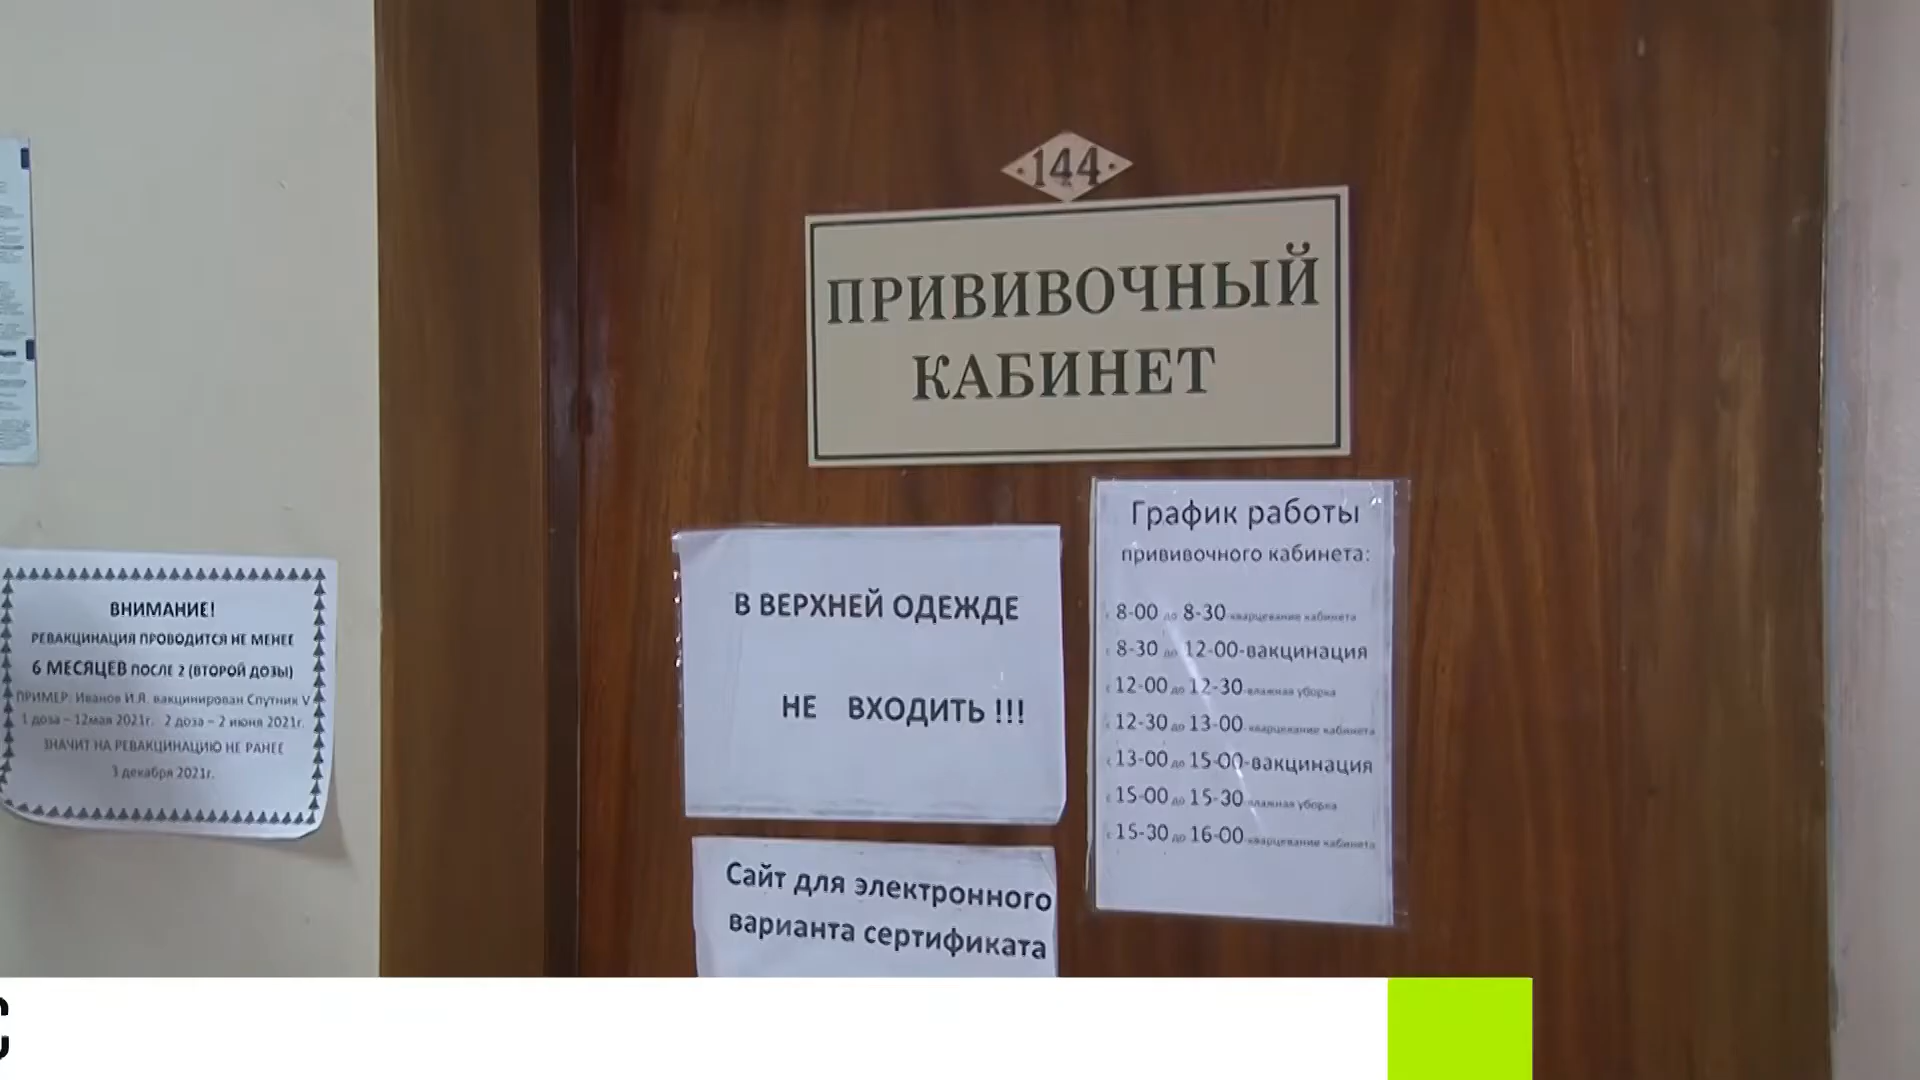 144
ПРИВИВОЧНЫЙ
КАБИНЕТ
График работы
прививочного кабинета:
с 8-00 до 8-30-кварцевание кабинета
с 8-30 до 12-00-вакцинация
с 12-00 до 12-30-влажная уборка
с 12-30 до 13-00-кварцевание кабинета
с 13-00 до 15-00-вакцинация
с 15-00 до 15-30-влажная уборка
с 15-30 до 16-00-кварцевание кабинета
В ВЕРХНЕЙ ОДЕЖДЕ
НЕ ВХОДИТЬ !!!
Сайт для электронного
варианта сертификата
ВНИМАНИЕ!
РЕВАКЦИНАЦИЯ ПРОВОДИТСЯ НЕ МЕНЕЕ
6 МЕСЯЦЕВ ПОСЛЕ 2 (ВТОРОЙ ДОЗЫ)
ПРИМЕР: Иванов И.Я. вакцинирован Спутник V
1 доза – 12мая 2021г. 2 доза – 2 июня 2021г.
ЗНАЧИТ НА РЕВАКЦИНАЦИЮ НЕ РАНЕЕ
3 декабря 2021г.